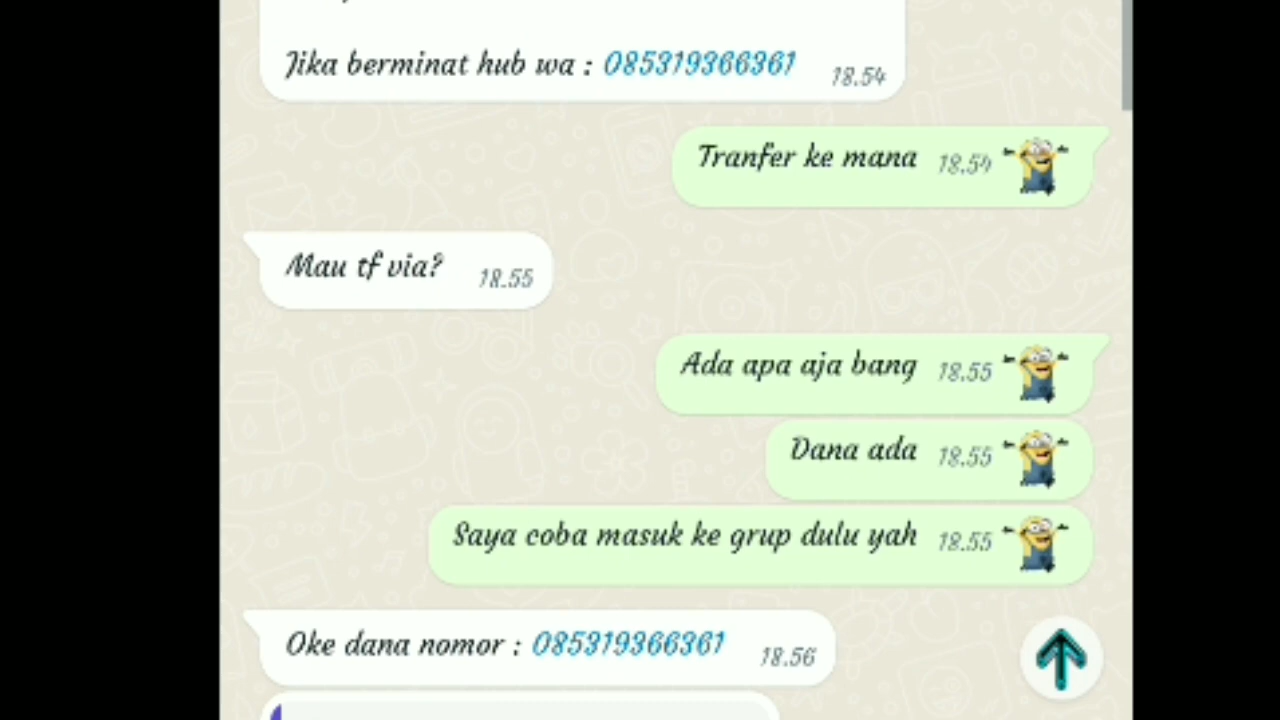 Jika berminat hub wa : 085319366361 18.54
Tranfer ke mana 18.54
Mau tf via? 18.55
Ada apa aja bang 18.55
Dana ada 18.55
Saya coba masuk ke grup dulu yah 18.55
Oke dana nomor : 085319366361 18.56